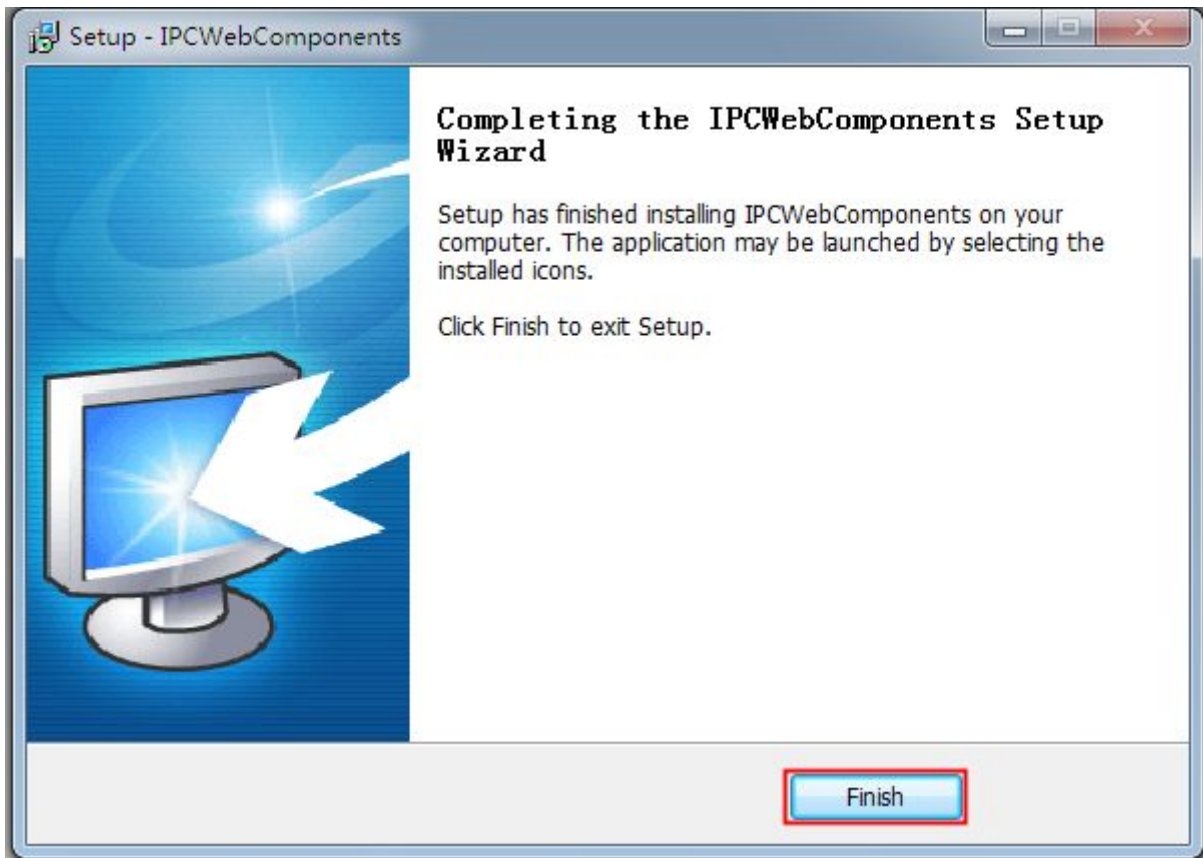 Setup - IPCWebComponents
Completing the IPCWebComponents Setup
Wizard
Setup has finished installing IPCWebComponents on your
computer. The application may be launched by selecting the
installed icons.
Click Finish to exit Setup.
Finish